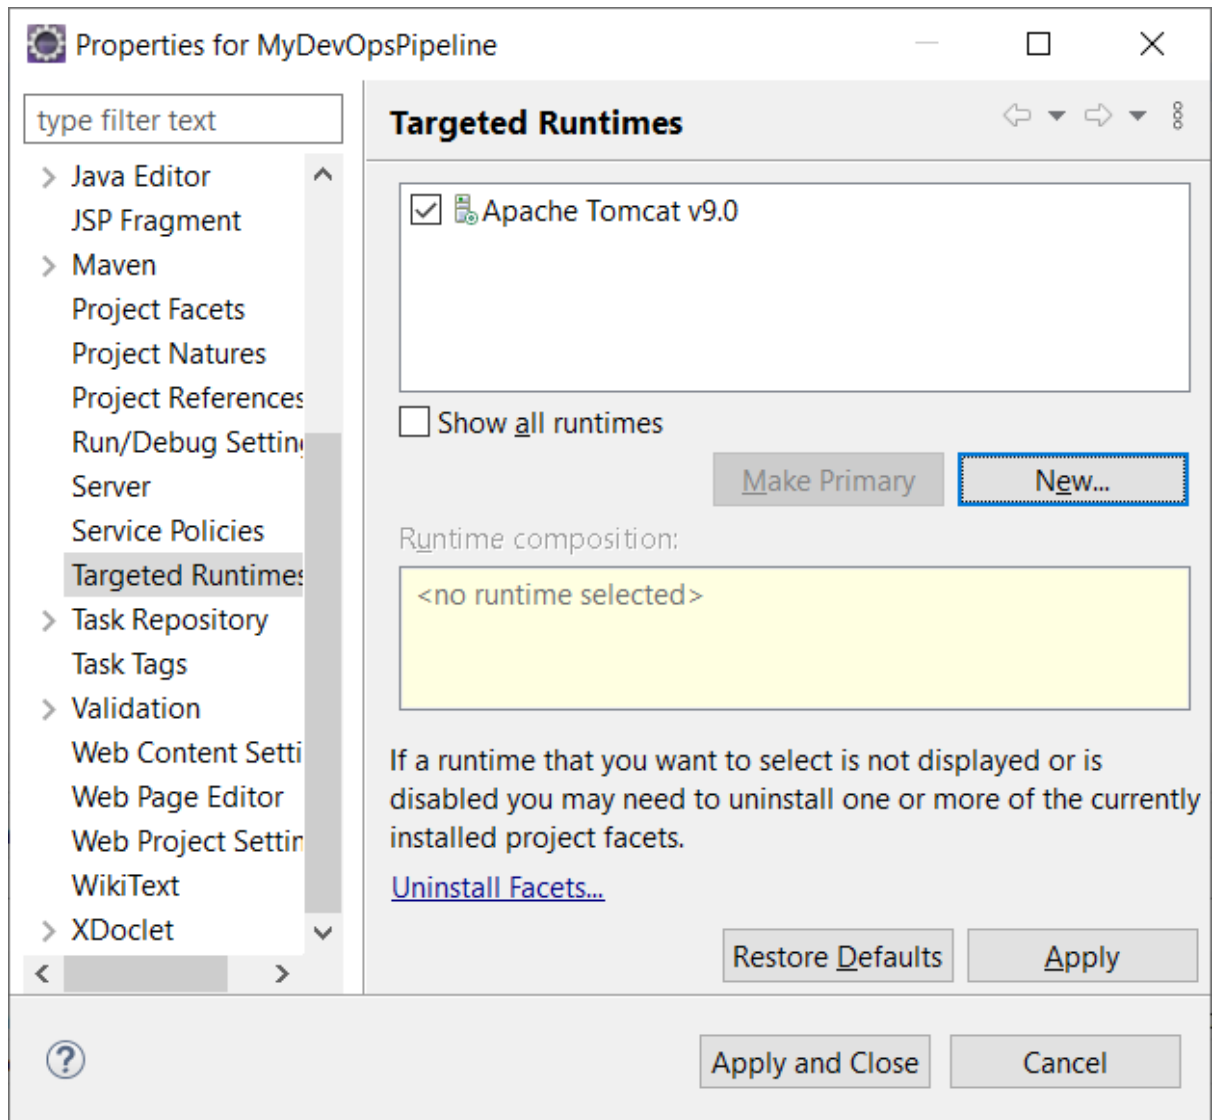 Properties for MyDevOpsPipeline
type filter text
Java Editor
JSP Fragment
Maven
Project Facets
Project Natures
Project References
Run/Debug Setting
Server
Service Policies
Targeted Runtimes
Task Repository
Task Tags
Validation
Web Content Setti
Web Page Editor
Web Project Settin
WikiText
XDoclet
Targeted Runtimes
Apache Tomcat v9.0
Show all runtimes
Make Primary
New...
Runtime composition:
<no runtime selected>
If a runtime that you want to select is not displayed or is
disabled you may need to uninstall one or more of the currently
installed project facets.
Uninstall Facets...
Restore Defaults
Apply
Apply and Close
Cancel